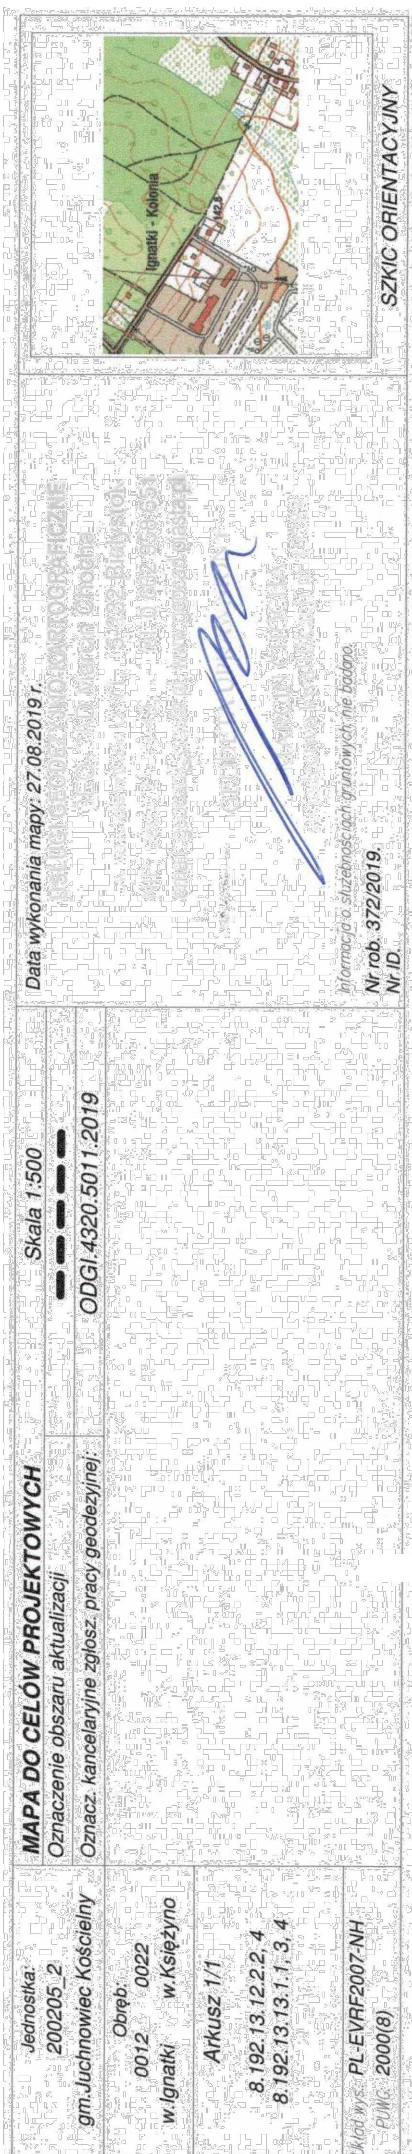 Jednostka:
200205_2
gm.Juchnowiec Kościelny
Obręb:
0012 0022
w.Ignatki w.Księżyno
Arkusz 1/1
8.192.13.12.2.2, 4
8.192.13.13.1.1, 3, 4
Układ wys. PL-EVRF2007-NH
PUWG: 2000(8)
MAPA DO CELÓW PROJEKTOWYCH Skala 1:500
Oznaczenie obszaru aktualizacji
Oznacz. kancelaryjne zgłosz. pracy geodezyjnej: ODGI.4320.5011.2019
Data wykonania mapy: 27.08.2019 r.
Informacja o służebnościach gruntowych nie badano.
Nr rob. 372/2019.
Nr ID.
Ignatki - Kolonia
142,5
SZKIC ORIENTACYJNY